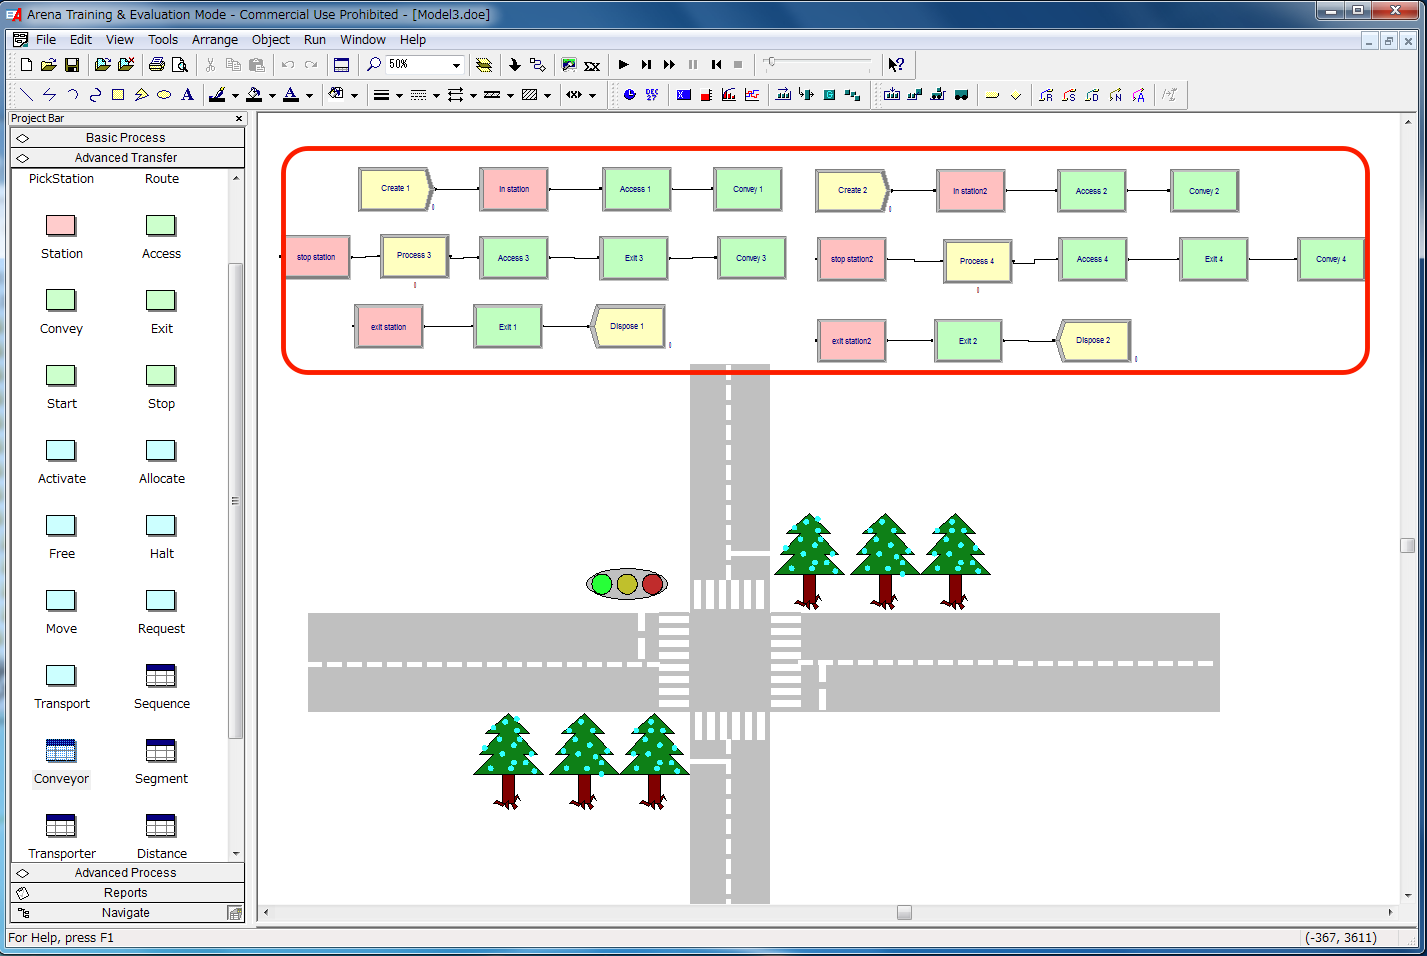 Arena Training & Evaluation Mode - Commercial Use Prohibited - [Model3.doe]
File Edit View Tools Arrange Object Run Window Help
50%
DEC 27
Project Bar
Basic Process
Advanced Transfer
PickStation Route
Station Access
Convey Exit
Start Stop
Activate Allocate
Free Halt
Move Request
Transport Sequence
Conveyor Segment
Transporter Distance
Advanced Process
Reports
Navigate
Create 1 In station Access 1 Convey 1 Create 2 In station2 Access 2 Convey 2
stop station Process 3 Access 3 Exit 3 Convey 3 stop station2 Process 4 Access 4 Exit 4 Convey 4
exit station Exit 1 Dispose 1 exit station2 Exit 2 Dispose 2
For Help, press F1 (-367, 3611)